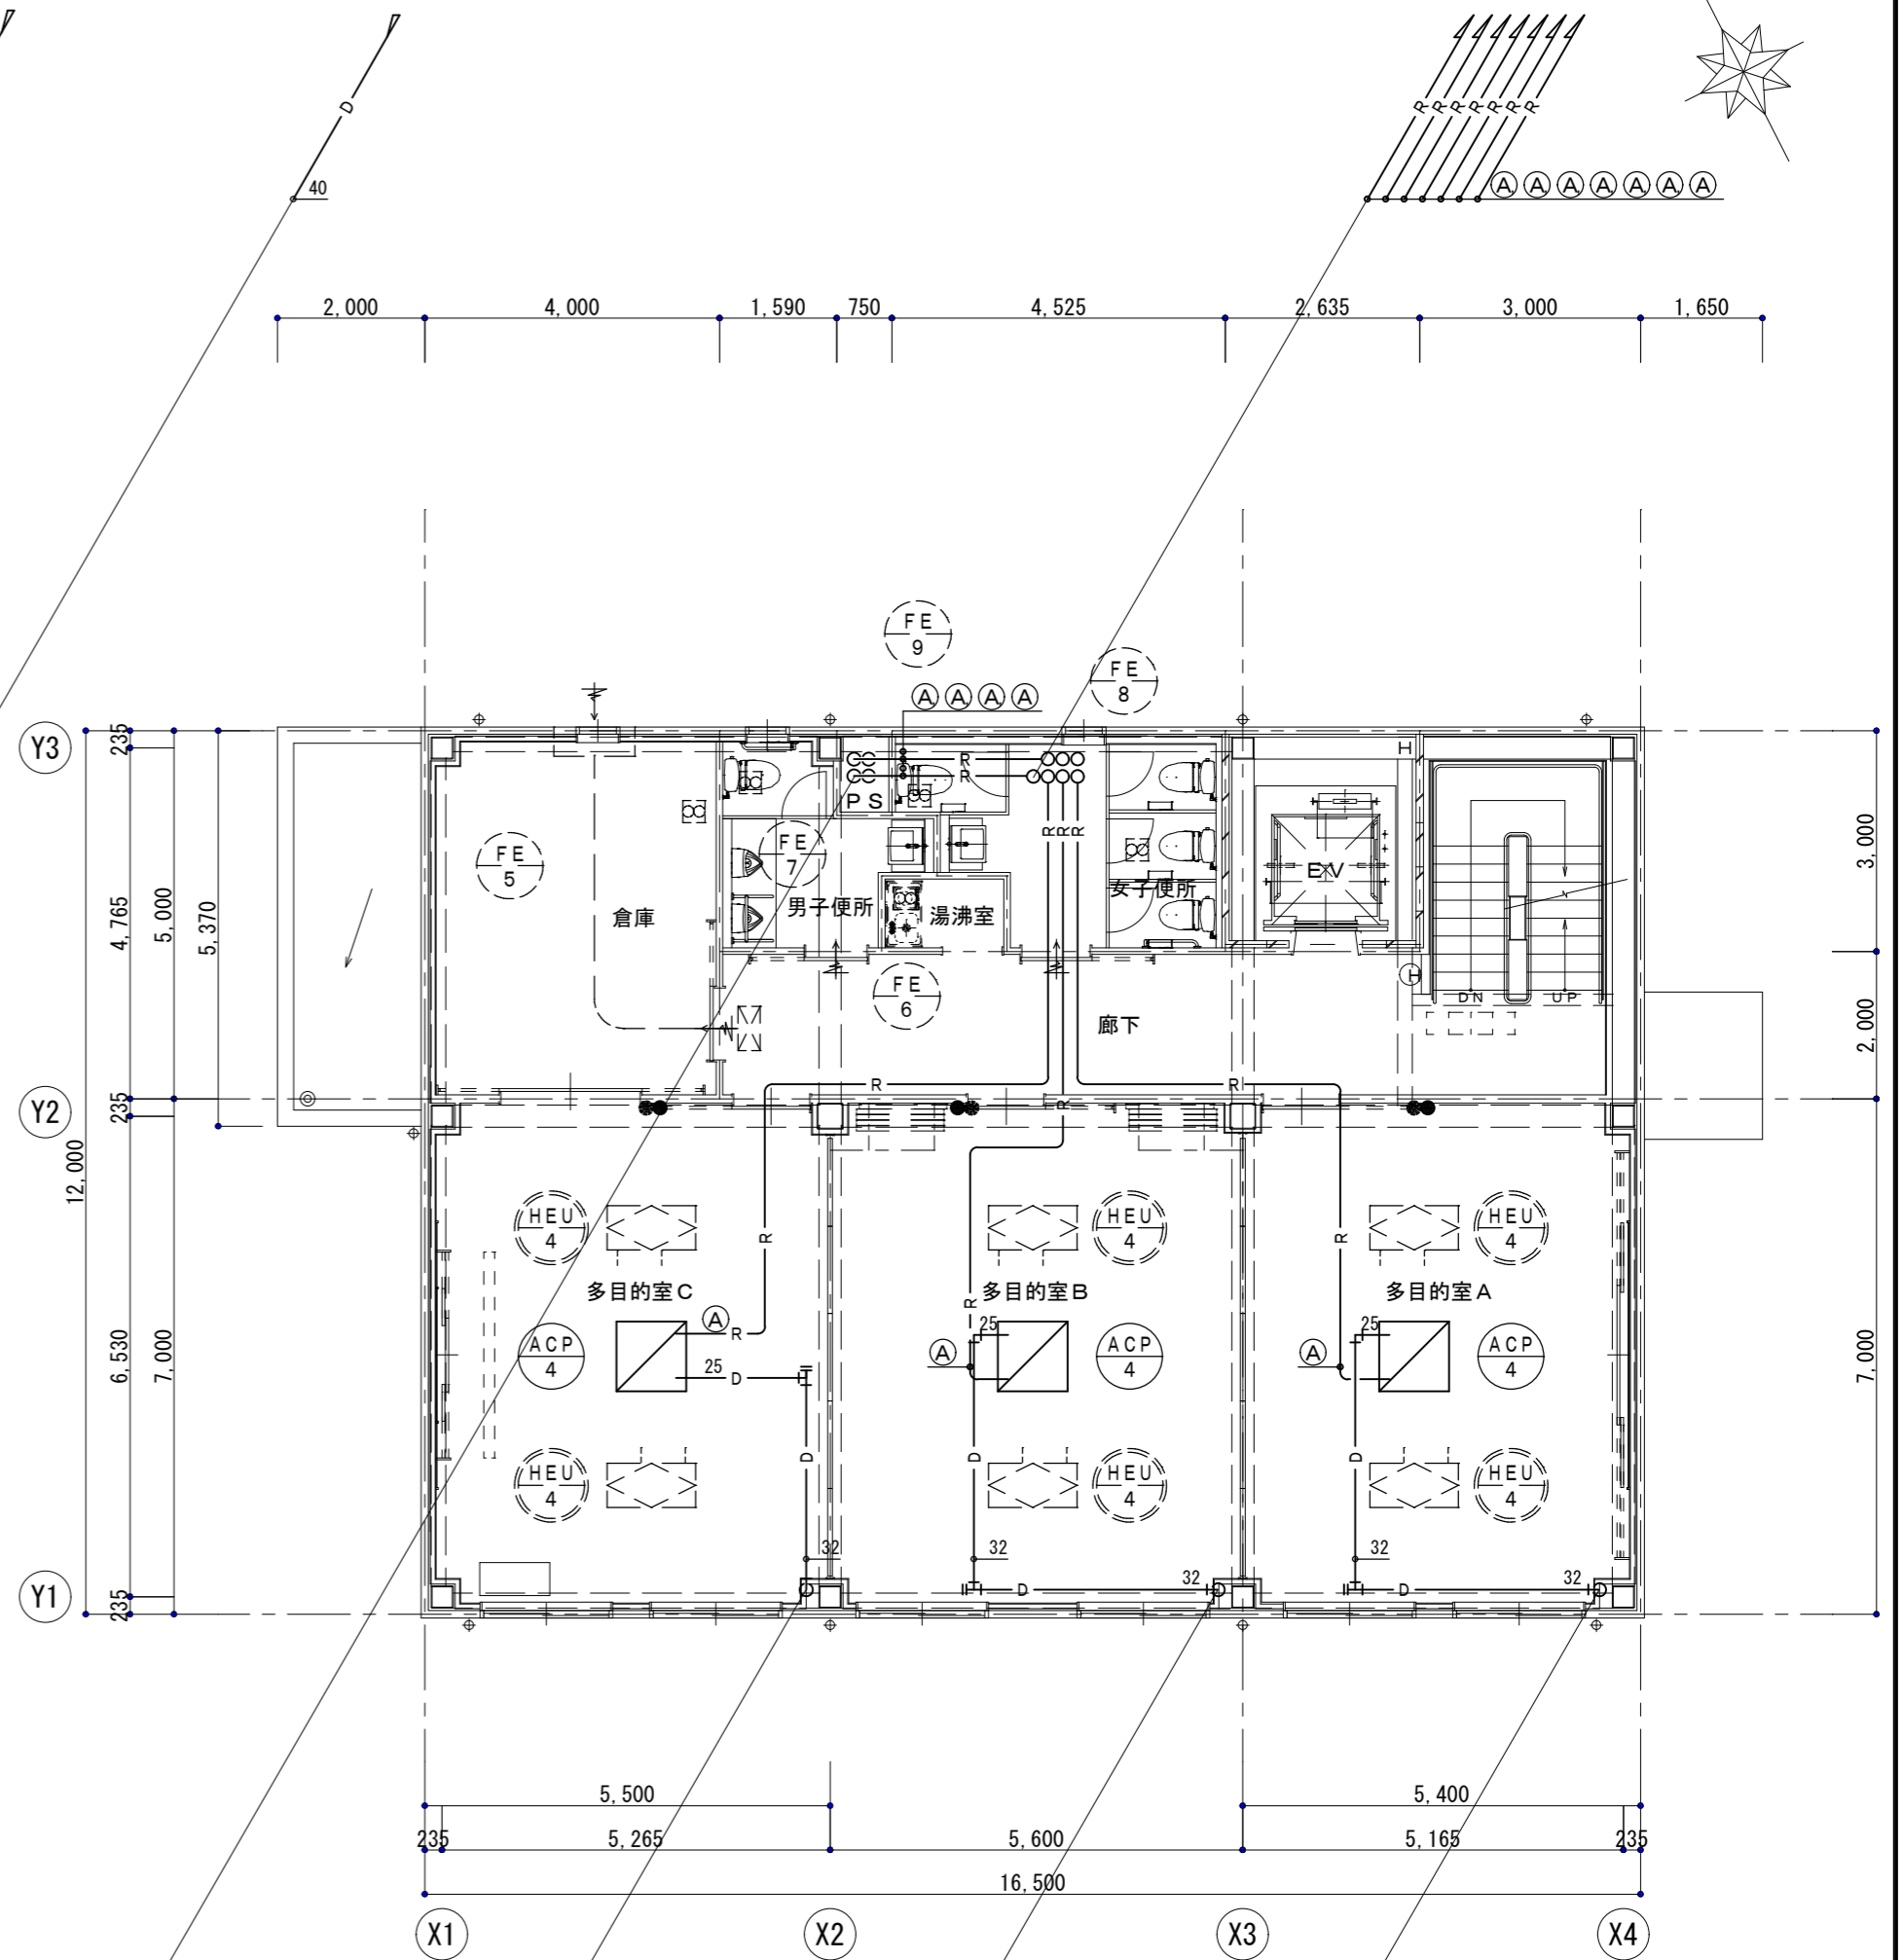 D
40
R R R R R R R
A A A A A A A
2,000 4,000 1,590 750 4,525 2,635 3,000 1,650
FE
9
FE
8
A A A A
Y3
235
H
R
R
PS
R R R
FE
5
FE
7
EV
3,000
4,765
5,000
5,370
倉庫
男子便所
湯沸室
女子便所
FE
6
H
DN
UP
廊下
2,000
R
R
R
Y2
235
12,000
HEU
4
HEU
4
HEU
4
R
R
多目的室C
多目的室B
多目的室A
R
A
R
25
25
ACP
4
A
ACP
4
A
ACP
4
25
D
6,530
7,000
7,000
D
D
D
HEU
4
HEU
4
HEU
4
32
32
32
D
32
D
32
Y1
235
5,500
5,400
235
5,265
5,600
5,165
235
16,500
X1
X2
X3
X4